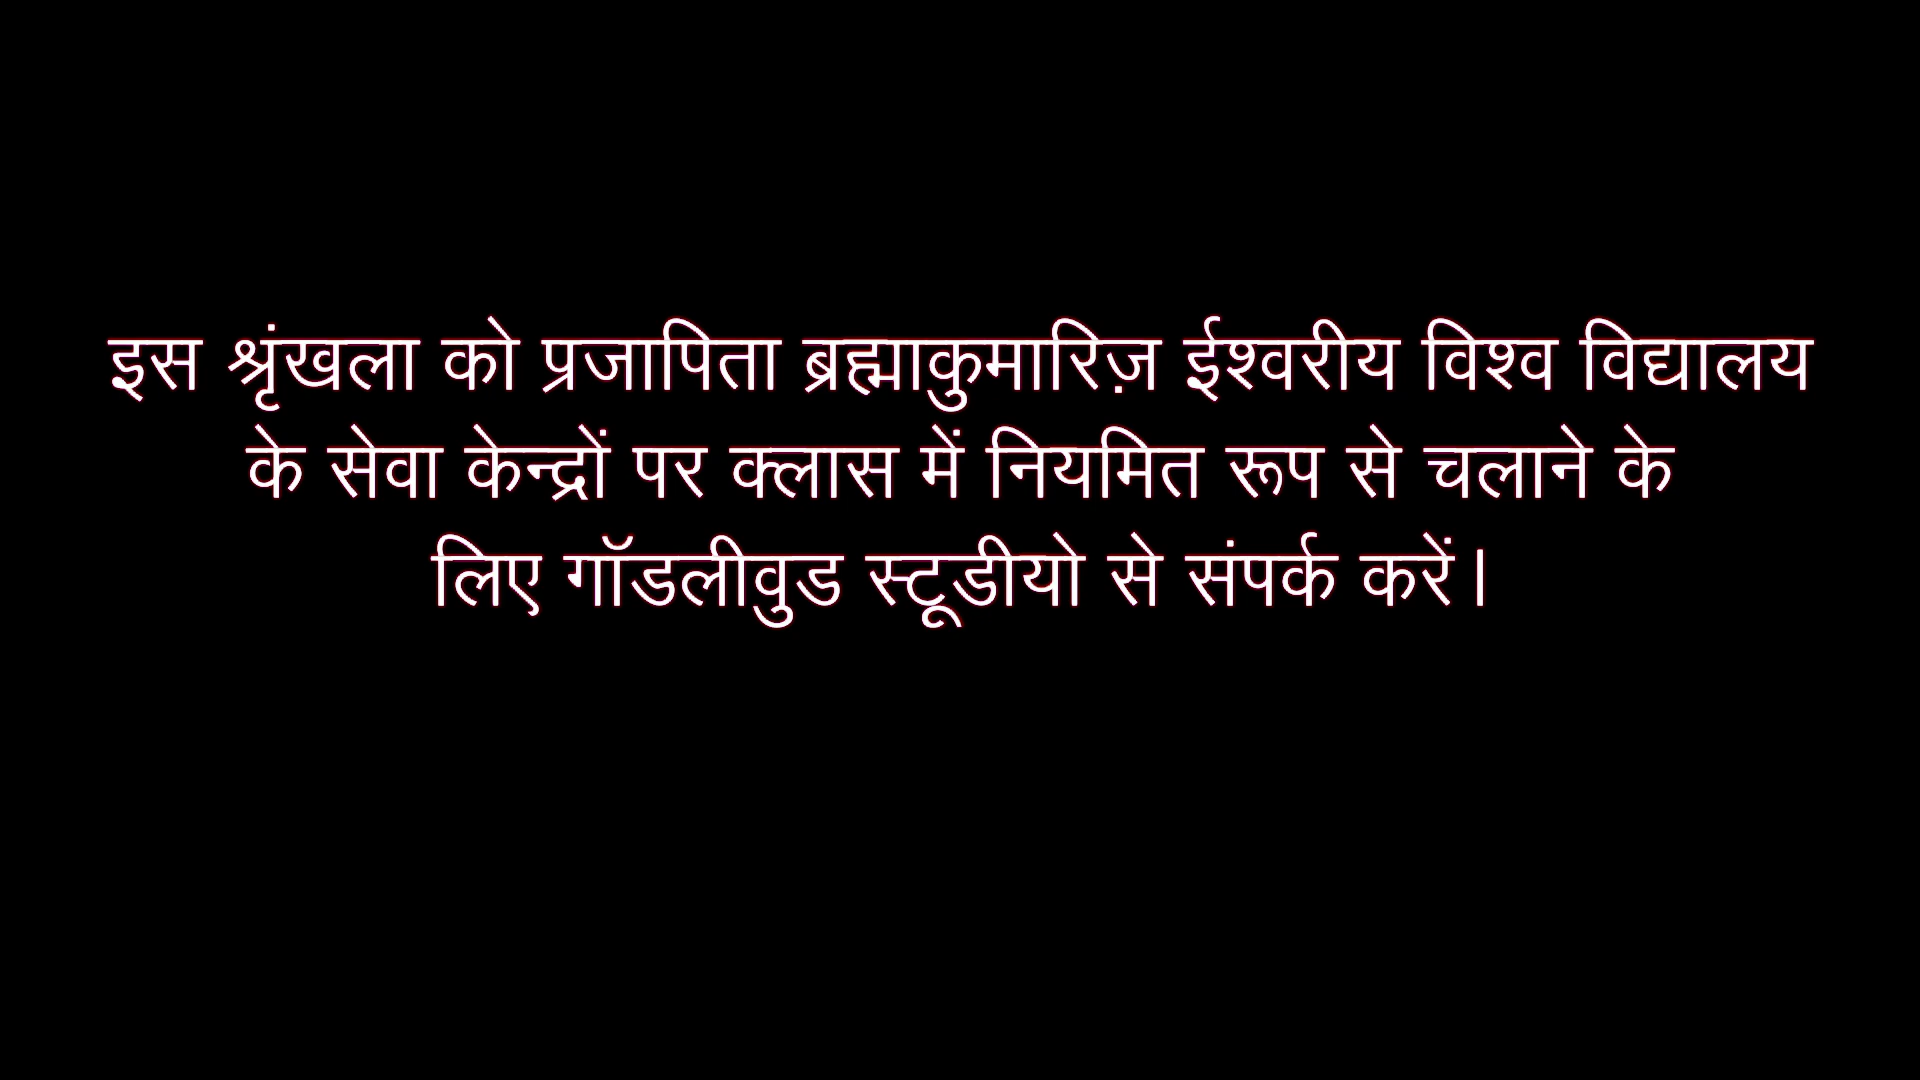 इस श्रृंखला को प्रजापिता ब्रह्माकुमारिज़ ईश्वरीय विश्व विद्यालय
के सेवा केन्द्रों पर क्लास में नियमित रूप से चलाने के
लिए गॉडलीवुड स्टूडीयो से संपर्क करें।